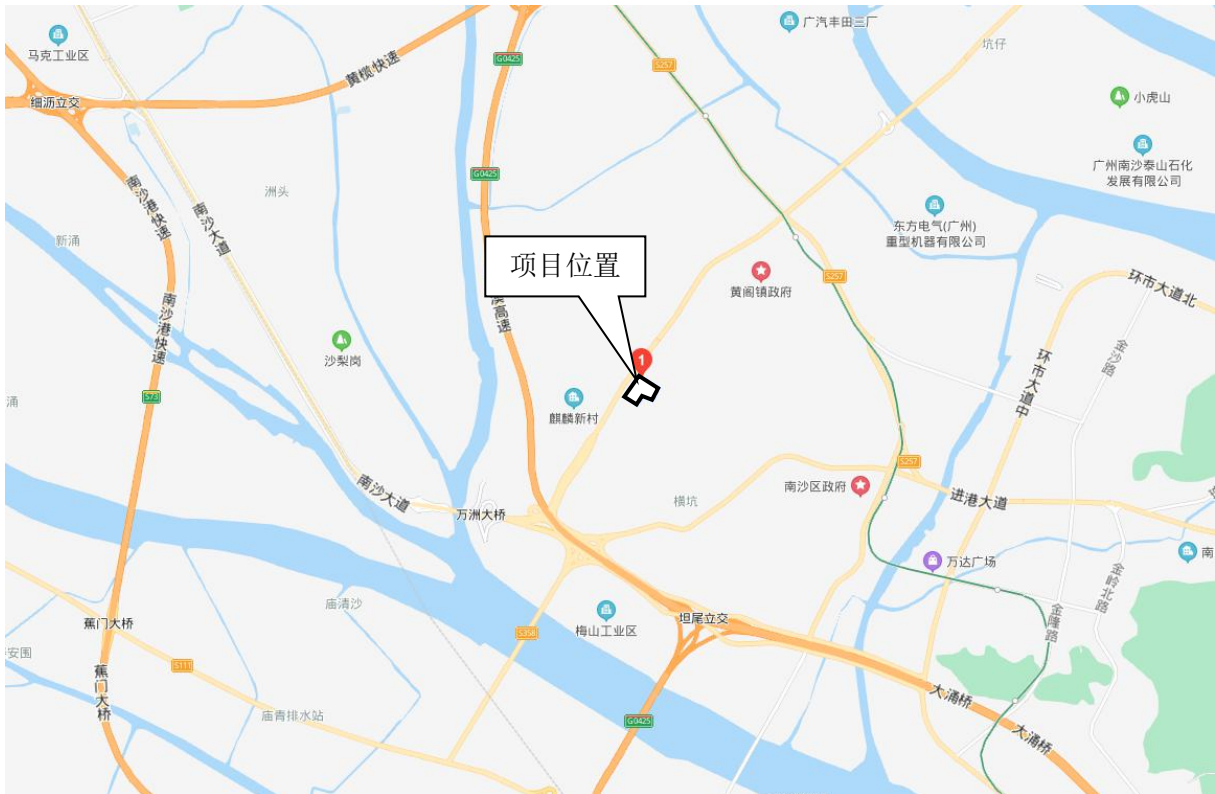 广汽丰田三厂
坑仔
马克工业区
G0425
S257
黄榄快速
细沥立交
小虎山
广州南沙泰山石化
发展有限公司
G0425
洲头
南沙港快速
南沙大道
新涌
东方电气(广州)
重型机器有限公司
项目位置
黄阁镇政府
S257
环市大道北
高速
南沙港快速
1
沙梨岗
金沙路
环市大道中
S73
涌
麒麟新村
S257
南沙区政府
进港大道
横坑
南沙大道
万洲大桥
南
万达广场
金岭北路
庙清沙
梅山工业区
坦尾立交
金隆路
蕉门大桥
S358
安围
S111
蕉门大桥
大涌桥
庙青排水站
G0425
大涌桥